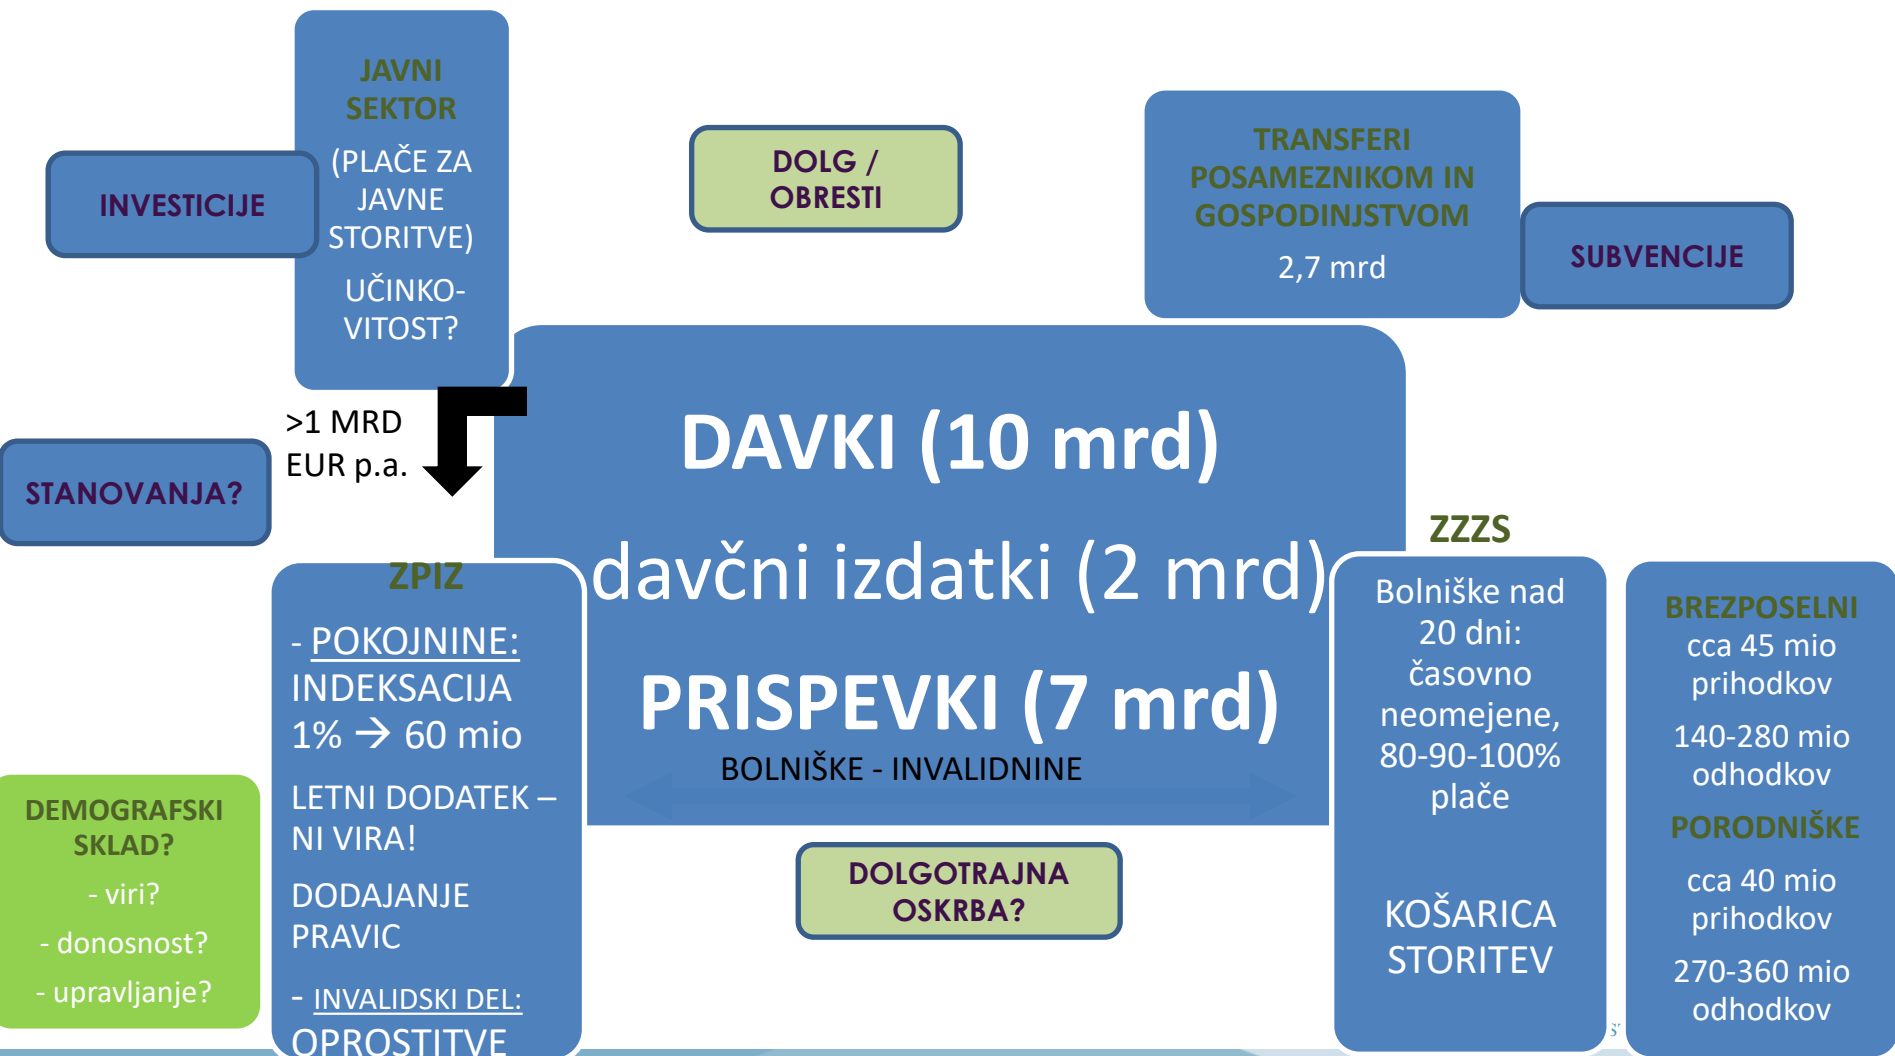 JAVNI
SEKTOR
(PLAČE ZA
JAVNE
STORITVE)
UČINKO-
VITOST?
INVESTICIJE
DOLG /
OBRESTI
TRANSFERI
POSAMEZNIKOM IN
GOSPODINJSTVOM
2,7 mrd
SUBVENCIJE
>1 MRD
EUR p.a.
STANOVANJA?
DAVKI (10 mrd)
davčni izdatki (2 mrd)
PRISPEVKI (7 mrd)
BOLNIŠKE - INVALIDNINE
ZPIZ
- POKOJNINE:
INDEKSACIJA
1% → 60 mio
LETNI DODATEK –
NI VIRA!
DODAJANJE
PRAVIC
- INVALIDSKI DEL:
OPROSTITVE
DEMOGRAFSKI
SKLAD?
- viri?
- donosnost?
- upravljanje?
DOLGOTRAJNA
OSKRBA?
ZZZS
Bolniške nad
20 dni:
časovno
neomejene,
80-90-100%
plače
KOŠARICA
STORITEV
BREZPOSELNI
cca 45 mio
prihodkov
140-280 mio
odhodkov
PORODNIŠKE
cca 40 mio
prihodkov
270-360 mio
odhodkov